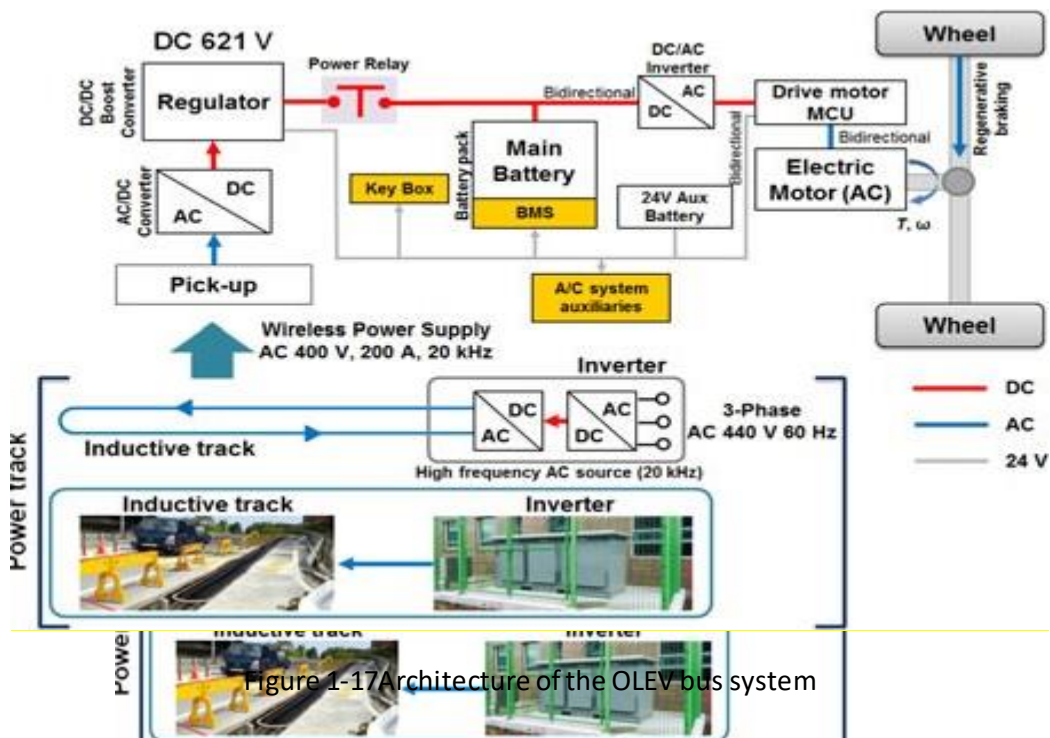 DC 621 V
DC/DC
Boost
Converter
Regulator
Power Relay
Bidirectional
DC/AC
Inverter
AC
DC
Drive motor
MCU
Bidirectional
Bidirectional
Electric
Motor (AC)
T, ω
Wheel
Regenerative
braking
Wheel
Battery pack
Main
Battery
BMS
Key Box
24V Aux
Battery
A/C system
auxiliaries
AC/DC
Converter
DC
AC
Pick-up
Wireless Power Supply
AC 400 V, 200 A, 20 kHz
DC
AC
24 V
Power track
Inverter
DC
AC
AC
DC
3-Phase
AC 440 V 60 Hz
Inductive track
High frequency AC source (20 kHz)
Inductive track
Inverter
Power
Inductive track
Inverter
Figure 1-17Architecture of the OLEV bus system